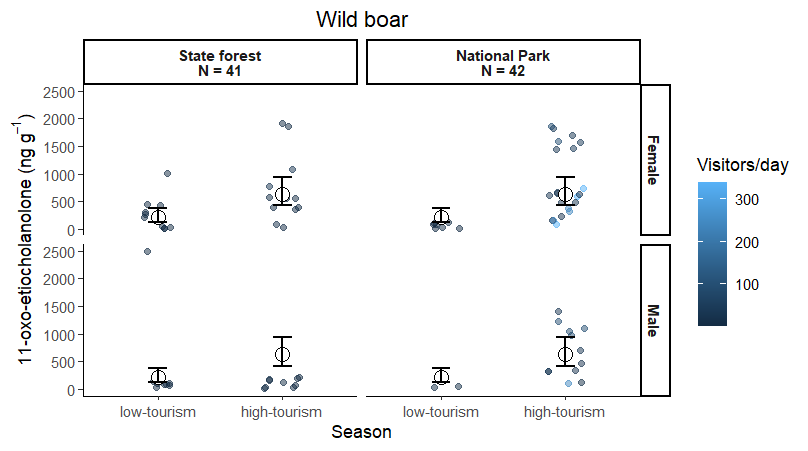 Wild boar
State forest
N = 41
National Park
N = 42
11-oxo-etiocholanolone (ng g⁻¹)
2500
2000
1500
1000
500
0
Female
2500
2000
1500
1000
500
0
Male
low-tourism
high-tourism
low-tourism
high-tourism
Season
Visitors/day
300
200
100